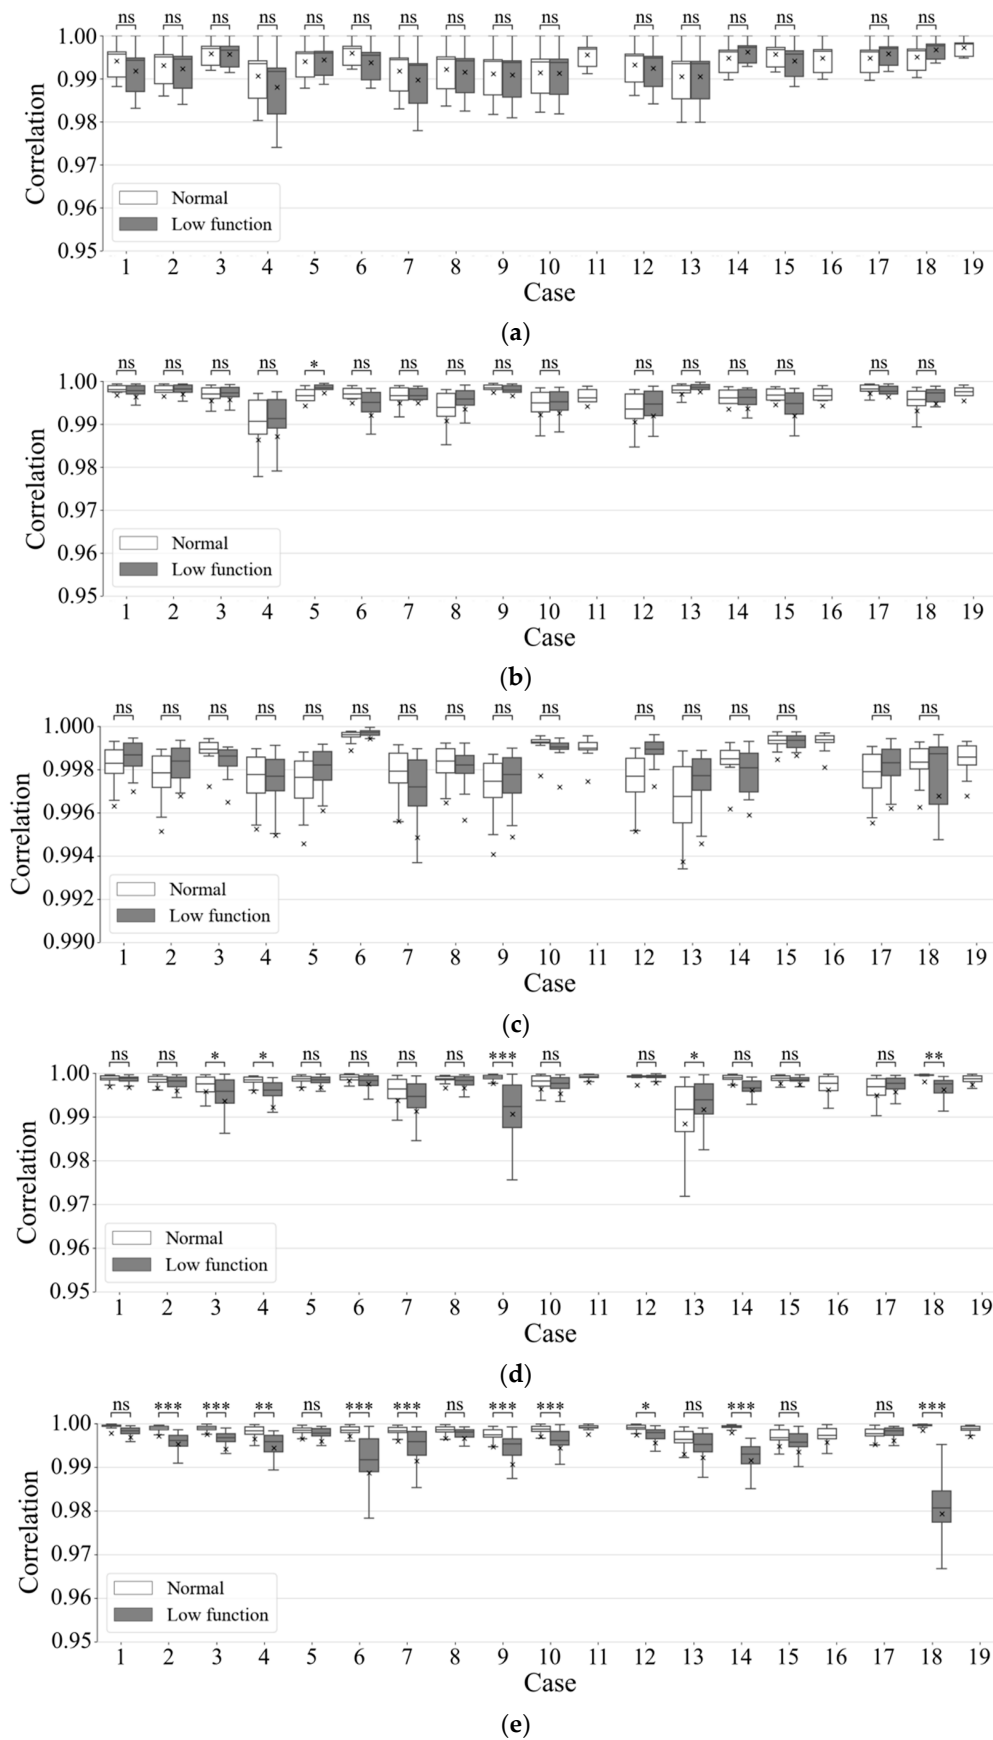 ns ns ns ns ns ns ns ns ns ns ns ns ns ns ns ns
1.00
0.99
0.98
0.97
0.96
0.95
Correlation
Normal
Low function
1 2 3 4 5 6 7 8 9 10 11 12 13 14 15 16 17 18 19
Case
(a)
ns ns ns ns * ns ns ns ns ns ns ns ns ns ns ns
1.00
0.99
0.98
0.97
0.96
0.95
Correlation
Normal
Low function
1 2 3 4 5 6 7 8 9 10 11 12 13 14 15 16 17 18 19
Case
(b)
ns ns ns ns ns ns ns ns ns ns ns ns ns ns ns ns
1.000
0.998
0.996
0.994
0.992
0.990
Correlation
Normal
Low function
1 2 3 4 5 6 7 8 9 10 11 12 13 14 15 16 17 18 19
Case
(c)
ns ns * * ns ns ns ns *** ns ns * ns ns ns **
1.00
0.99
0.98
0.97
0.96
0.95
Correlation
Normal
Low function
1 2 3 4 5 6 7 8 9 10 11 12 13 14 15 16 17 18 19
Case
(d)
ns *** *** ** ns *** *** ns *** *** * ns *** ns ns ***
1.00
0.99
0.98
0.97
0.96
0.95
Correlation
Normal
Low function
1 2 3 4 5 6 7 8 9 10 11 12 13 14 15 16 17 18 19
Case
(e)